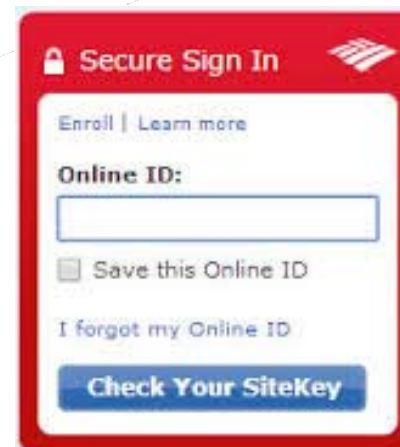 Secure Sign In
Enroll | Learn more
Online ID:
Save this Online ID
I forgot my Online ID
Check Your SiteKey